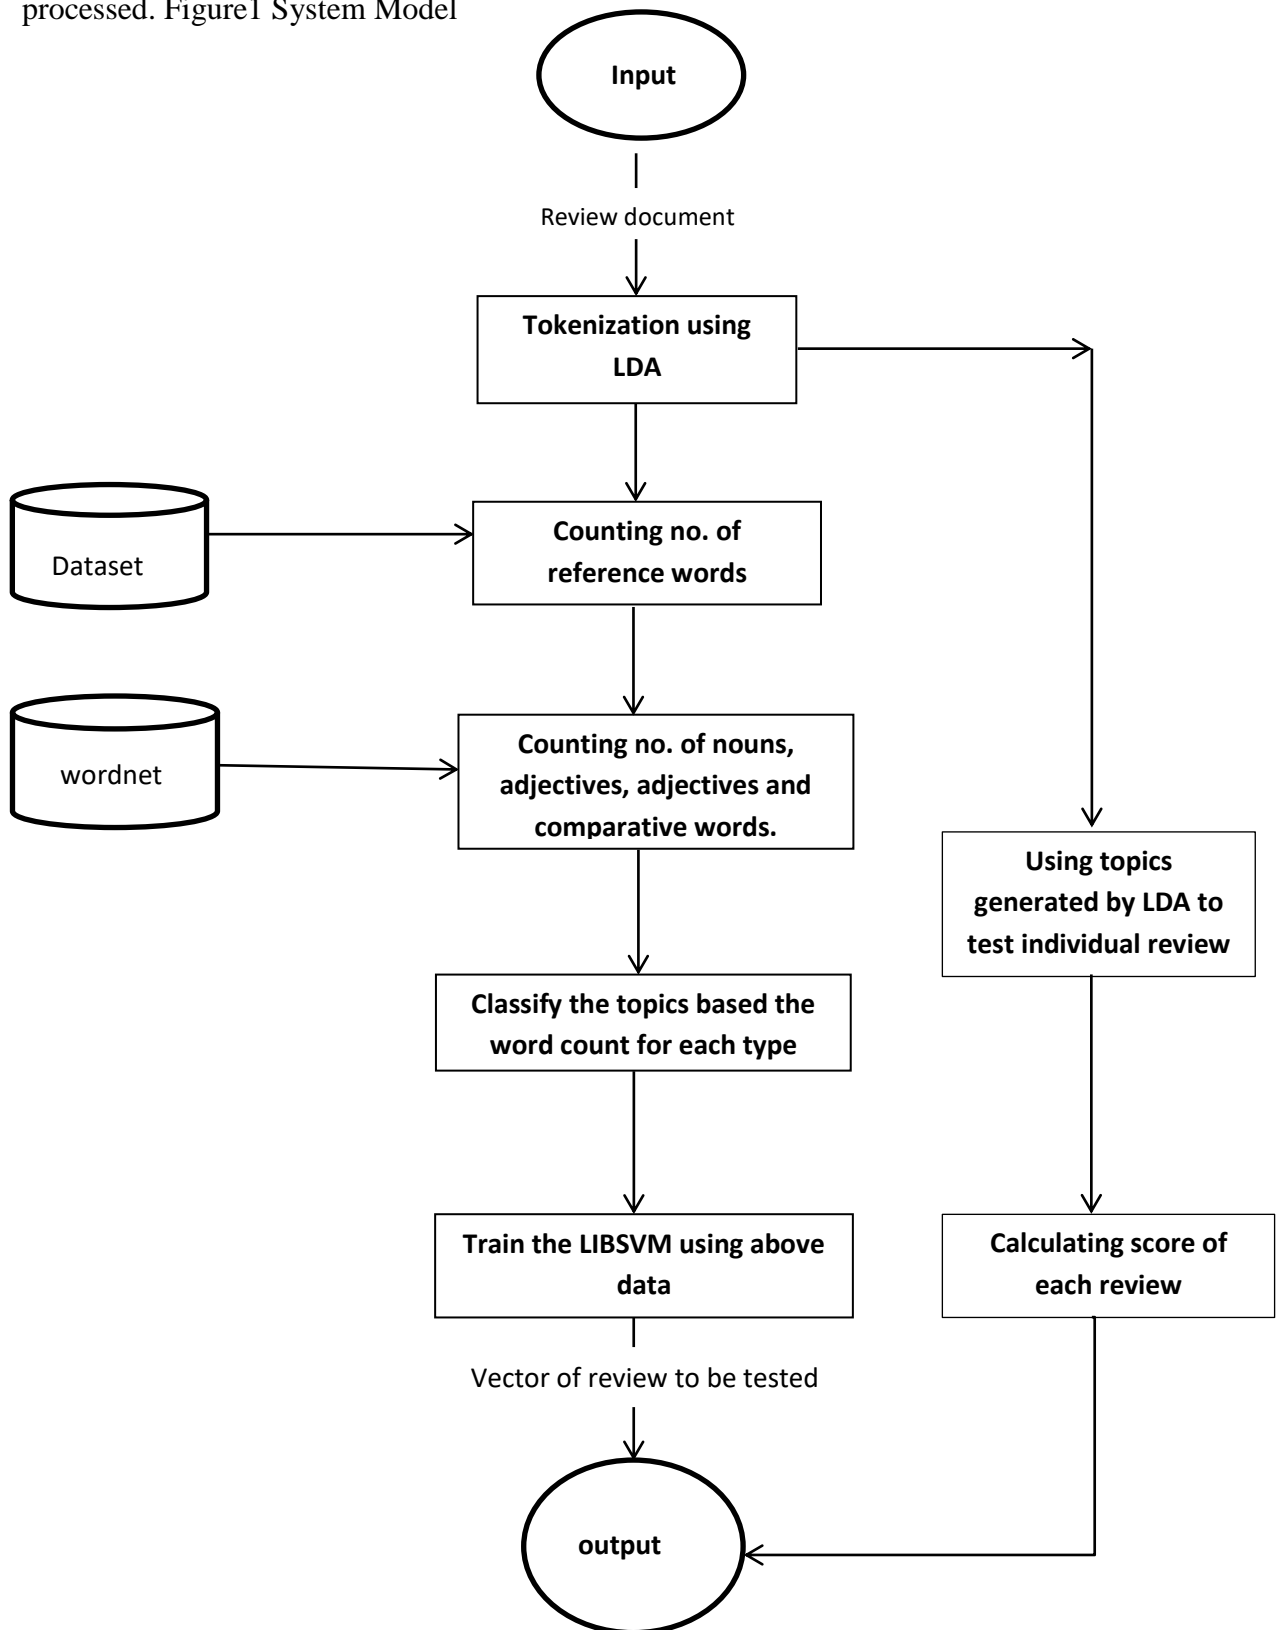 processed. Figure1 System Model
Input
Review document
Tokenization using
LDA
Dataset
Counting no. of
reference words
wordnet
Counting no. of nouns,
adjectives, adjectives and
comparative words.
Using topics
generated by LDA to
test individual review
Classify the topics based the
word count for each type
Train the LIBSVM using above
data
Calculating score of
each review
Vector of review to be tested
output